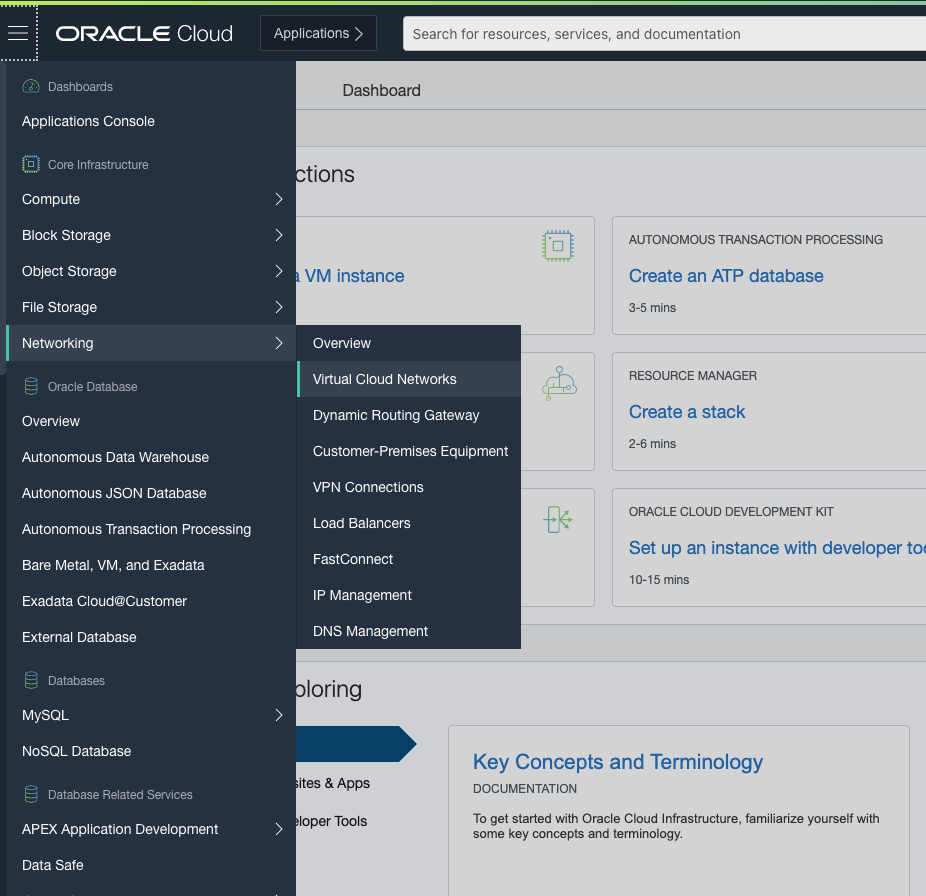 ORACLE Cloud
Applications
Search for resources, services, and documentation
Dashboards
Applications Console
Core Infrastructure
Compute
Block Storage
Object Storage
File Storage
Networking
Oracle Database
Overview
Autonomous Data Warehouse
Autonomous JSON Database
Autonomous Transaction Processing
Bare Metal, VM, and Exadata
Exadata Cloud@Customer
External Database
Databases
MySQL
NoSQL Database
Database Related Services
APEX Application Development
Data Safe
Overview
Virtual Cloud Networks
Dynamic Routing Gateway
Customer-Premises Equipment
VPN Connections
Load Balancers
FastConnect
IP Management
DNS Management
Dashboard
ctions
a VM instance
AUTONOMOUS TRANSACTION PROCESSING
Create an ATP database
3-5 mins
RESOURCE MANAGER
Create a stack
2-6 mins
ORACLE CLOUD DEVELOPMENT KIT
Set up an instance with developer too
10-15 mins
ploring
sites & Apps
eloper Tools
Key Concepts and Terminology
DOCUMENTATION
To get started with Oracle Cloud Infrastructure, familiarize yourself with
some key concepts and terminology.